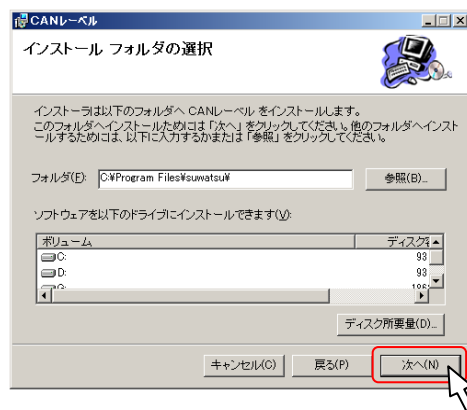 CANレーベル
インストール フォルダの選択
インストーラは以下のフォルダへ CANレーベル をインストールします。
このフォルダへインストールためには「次へ」をクリックしてください。他のフォルダへインスト
ールするためには、以下に入力するかまたは「参照」をクリックしてください。
フォルダ(F): C:¥Program Files¥suwatsu¥ 参照(B)...
ソフトウェアを以下のドライブにインストールできます(V):
ボリューム ディスク
C: 93
D: 93
ディスク所要量(D)...
キャンセル(C) 戻る(P) 次へ(N)